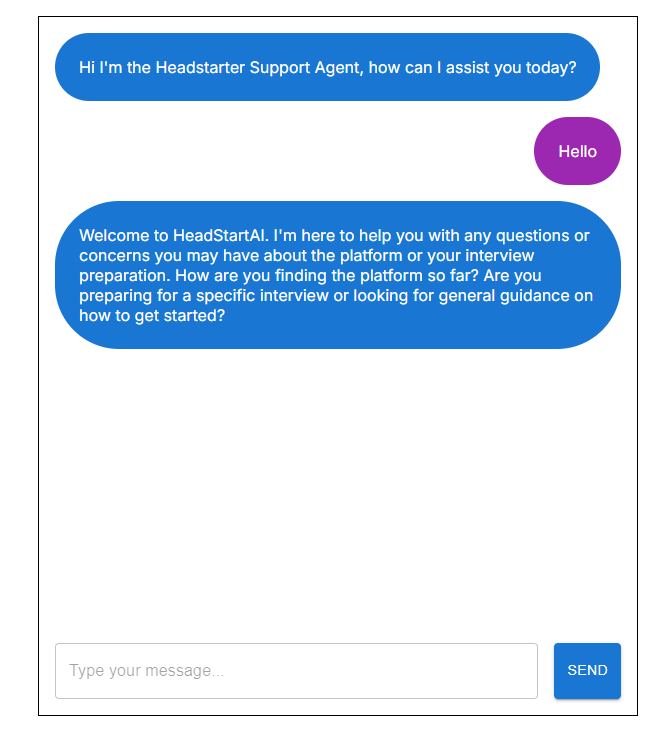 Hi I'm the Headstarter Support Agent, how can I assist you today?
Hello
Welcome to HeadStartAI. I'm here to help you with any questions or
concerns you may have about the platform or your interview
preparation. How are you finding the platform so far? Are you
preparing for a specific interview or looking for general guidance on
how to get started?
Type your message...
SEND